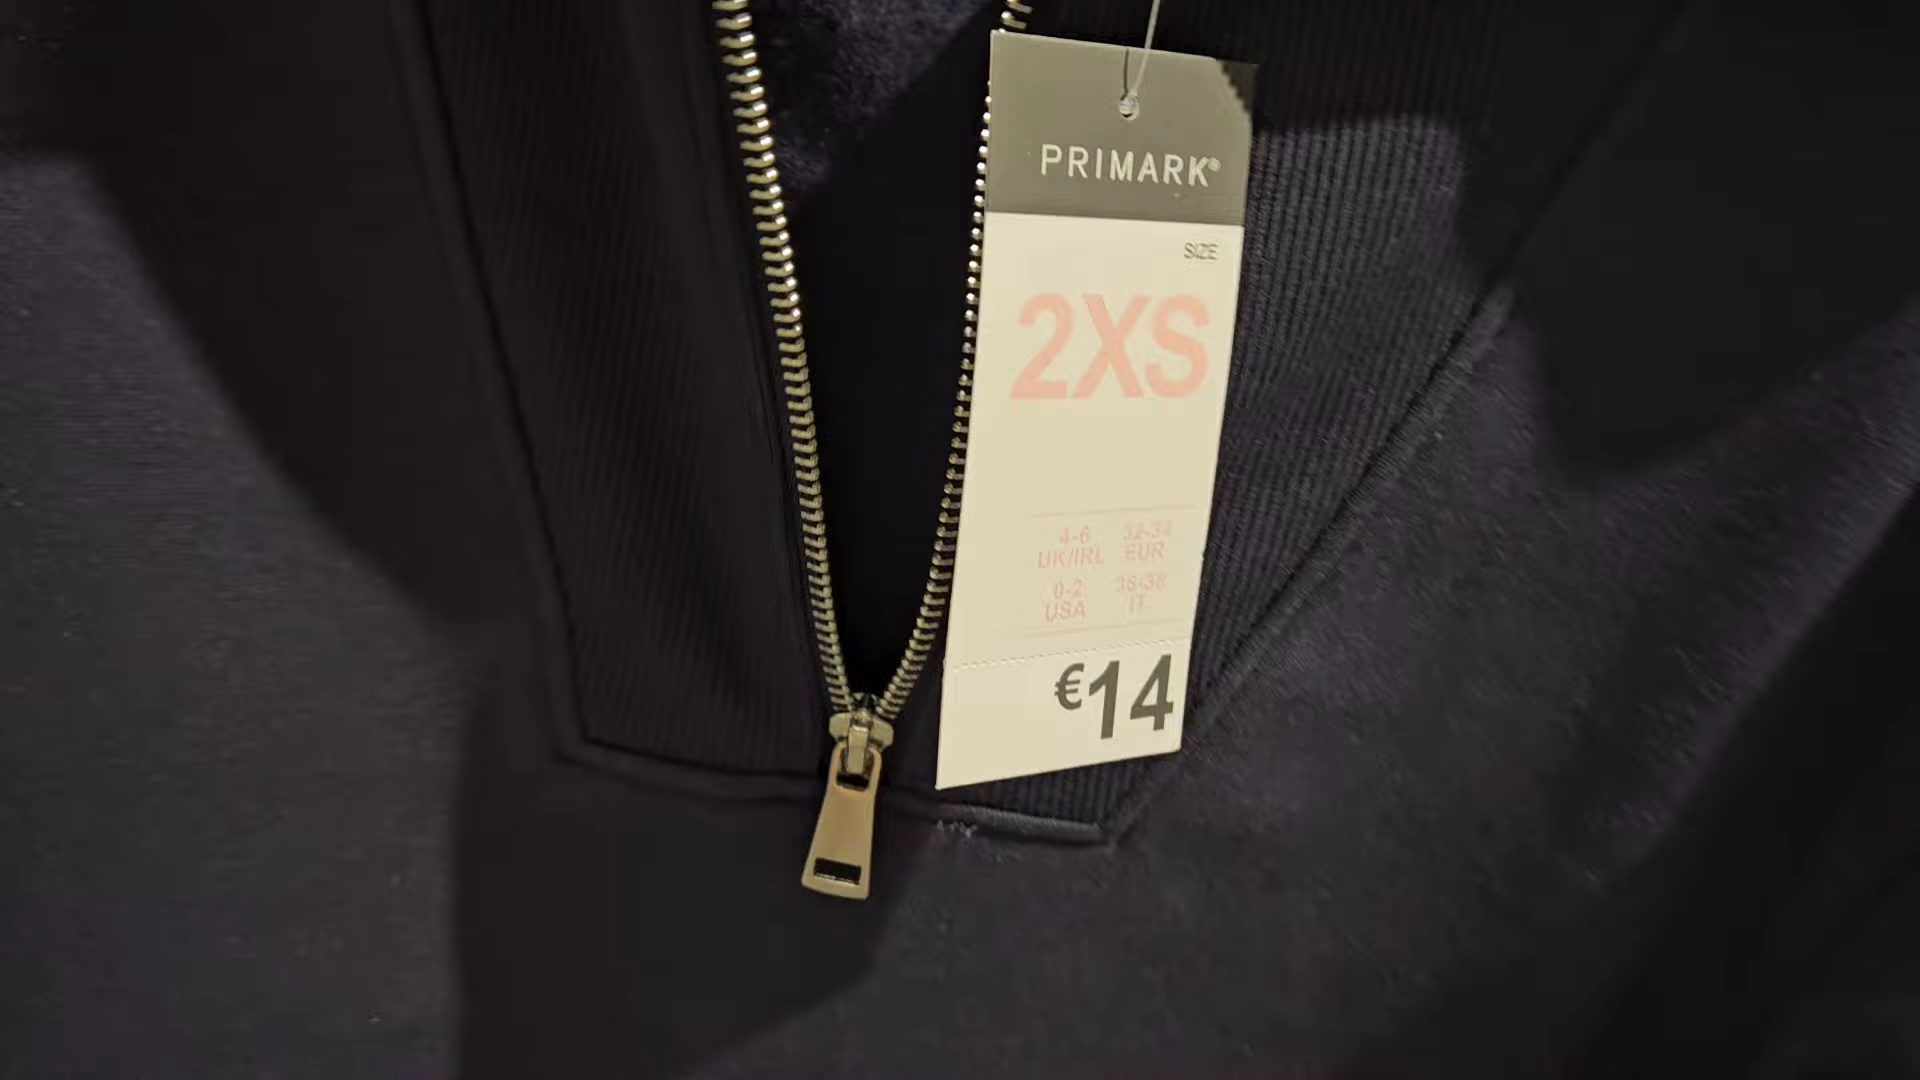 PRIMARK®
SIZE
2XS
4-6 32-34
UK/IRL EUR
0-2 36-38
USA IT
€14